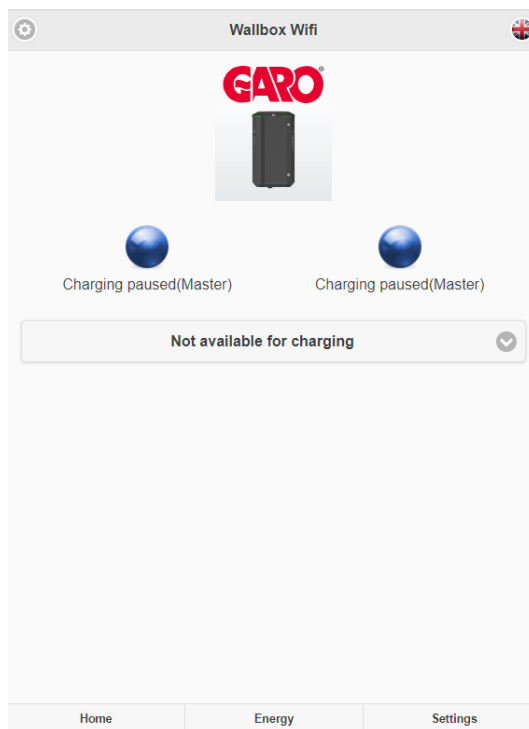 Wallbox Wifi
GARO®
Charging paused(Master)
Charging paused(Master)
Not available for charging
Home
Energy
Settings